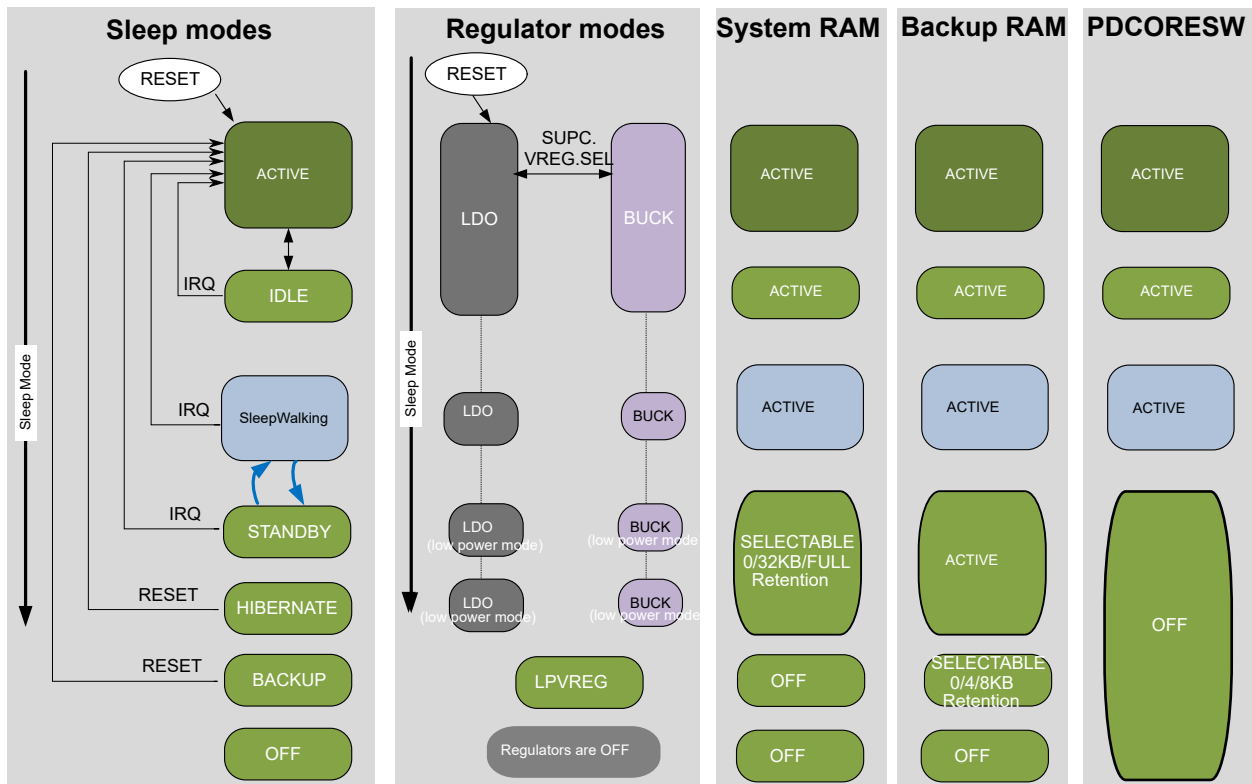 Sleep modes
RESET
ACTIVE
IRQ
IDLE
Sleep Mode
IRQ
SleepWalking
IRQ
STANDBY
RESET
HIBERNATE
RESET
BACKUP
OFF
Regulator modes
RESET
SUPC.
VREG.SEL
LDO
BUCK
Sleep Mode
LDO
BUCK
LDO
(low power mode)
BUCK
(low power mode
LDO
(low power mode)
BUCK
(low power mode
LPVREG
Regulators are OFF
System RAM
ACTIVE
ACTIVE
ACTIVE
SELECTABLE
0/32KB/FULL
Retention
OFF
OFF
Backup RAM
ACTIVE
ACTIVE
ACTIVE
ACTIVE
SELECTABLE
0/4/8KB
Retention
OFF
PDCORESW
ACTIVE
ACTIVE
ACTIVE
OFF